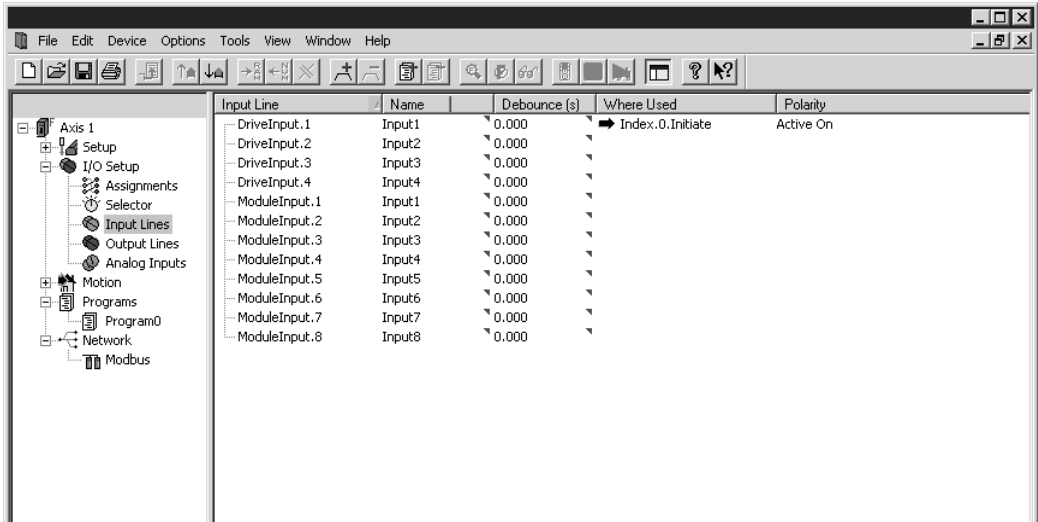 File Edit Device Options Tools View Window Help
Input Line Name Debounce (s) Where Used Polarity
Axis 1
Setup
I/O Setup
Assignments
Selector
Input Lines
Output Lines
Analog Inputs
Motion
Programs
Program0
Network
Modbus
DriveInput.1 Input1 0.000 Index.0.Initiate Active On
DriveInput.2 Input2 0.000
DriveInput.3 Input3 0.000
DriveInput.4 Input4 0.000
ModuleInput.1 Input1 0.000
ModuleInput.2 Input2 0.000
ModuleInput.3 Input3 0.000
ModuleInput.4 Input4 0.000
ModuleInput.5 Input5 0.000
ModuleInput.6 Input6 0.000
ModuleInput.7 Input7 0.000
ModuleInput.8 Input8 0.000